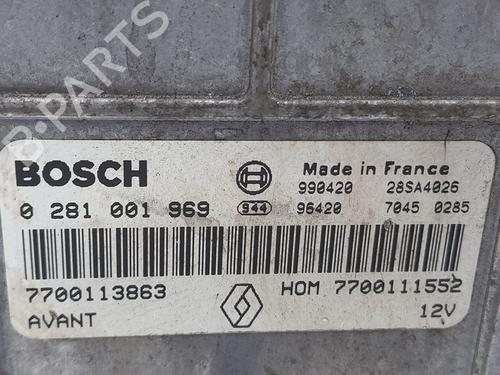 B-PARTS
BOSCH Made in France
990420 28SA4026
0 281 001 969 944 96420 7045 0285
7700113863 HOM 7700111552
AVANT 12V